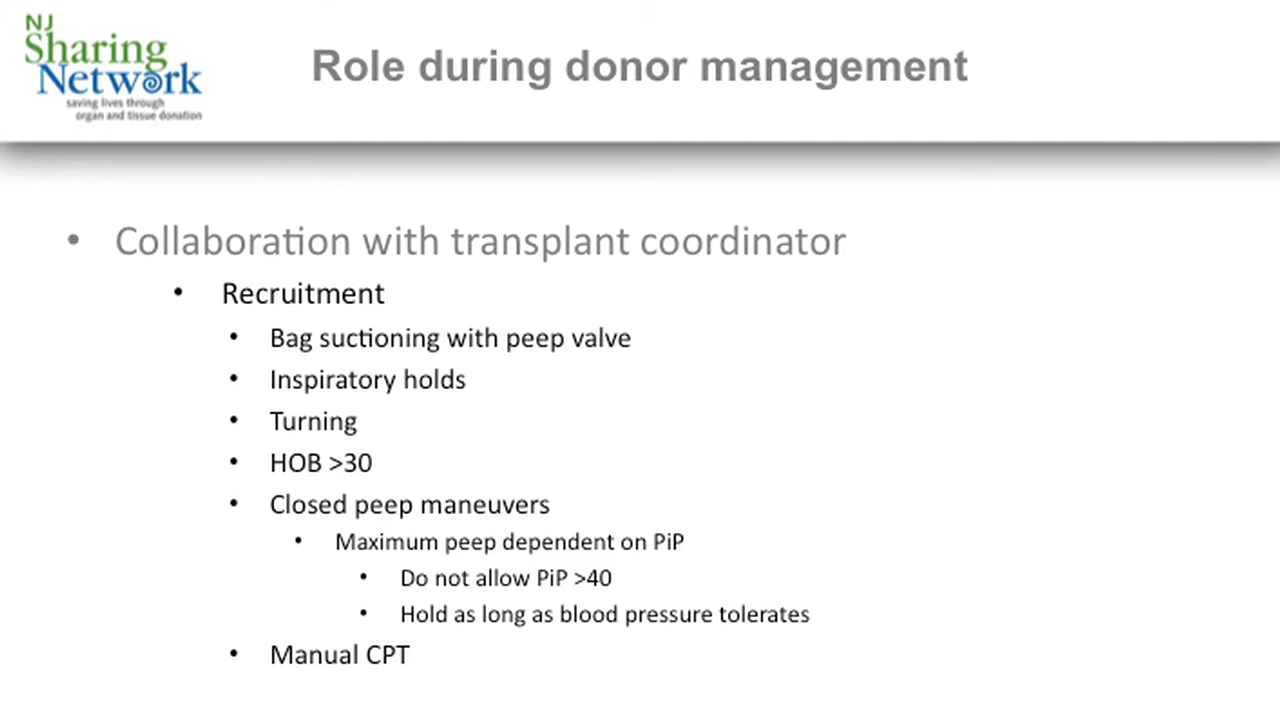 NJ
Sharing
Network
saving lives through
organ and tissue donation
Role during donor management
• Collaboration with transplant coordinator
• Recruitment
• Bag suctioning with peep valve
• Inspiratory holds
• Turning
• HOB >30
• Closed peep maneuvers
• Maximum peep dependent on PiP
• Do not allow PiP >40
• Hold as long as blood pressure tolerates
• Manual CPT